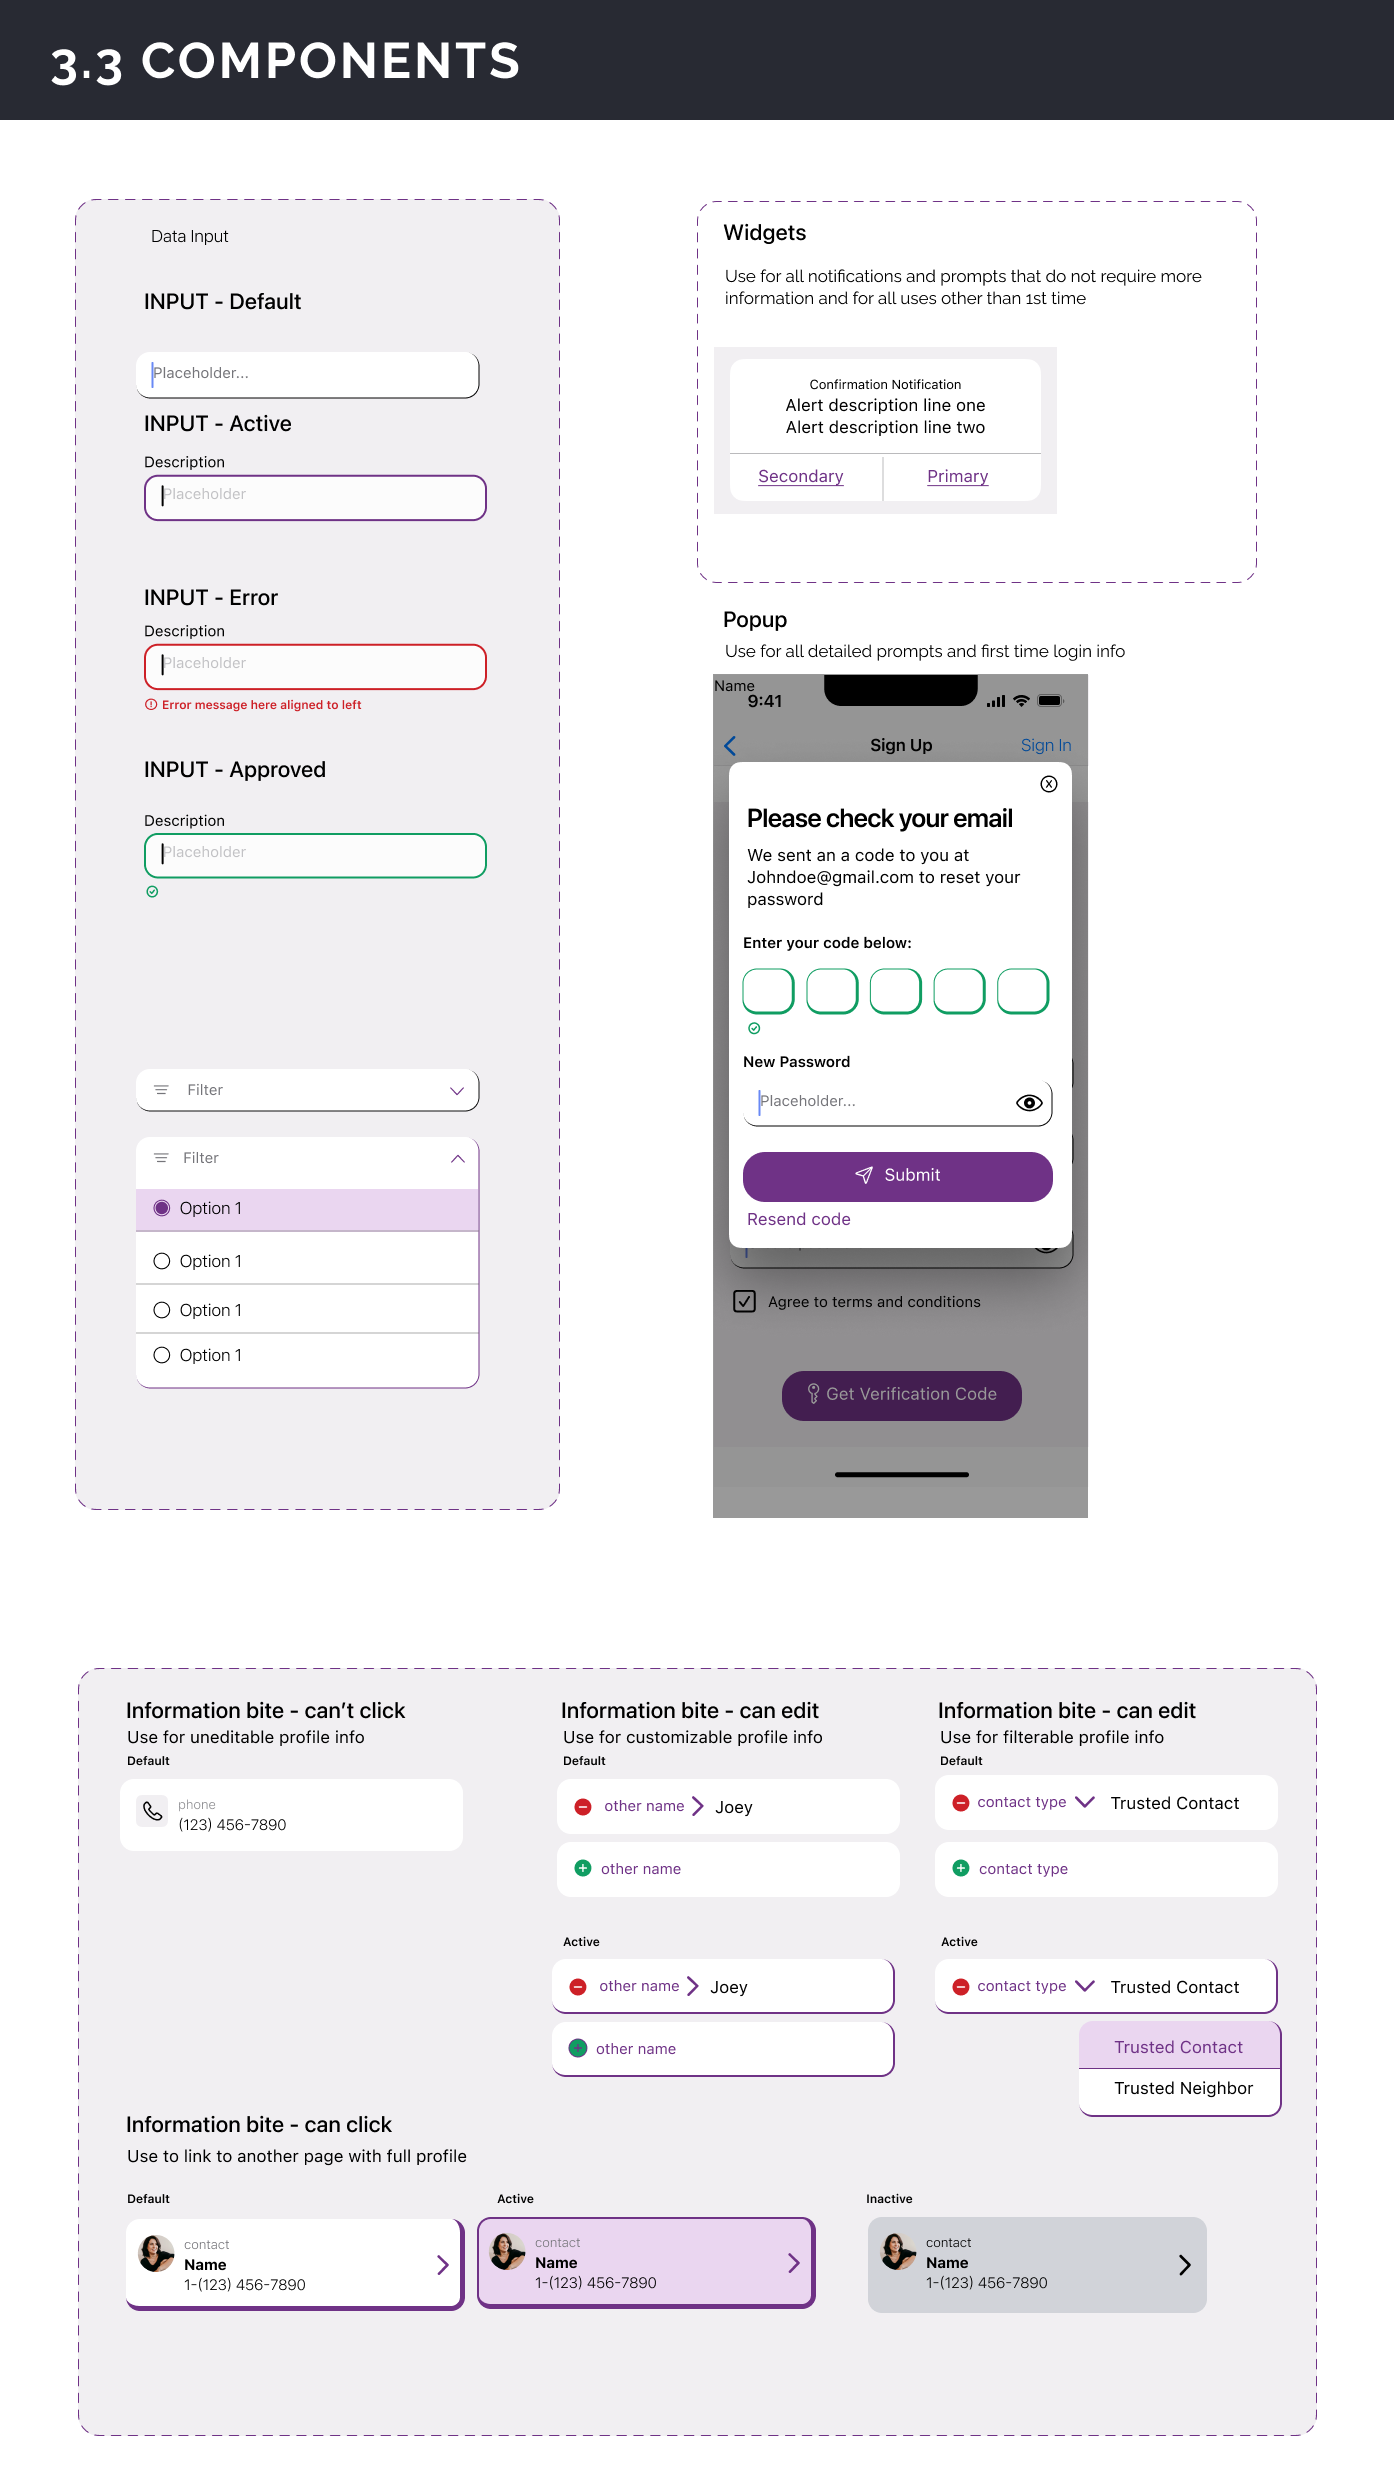 3.3 COMPONENTS
Data Input
INPUT - Default
Placeholder...
INPUT - Active
Description
Placeholder
INPUT - Error
Description
Placeholder
Error message here aligned to left
INPUT - Approved
Description
Placeholder
Filter
Filter
Option 1
Option 1
Option 1
Option 1
Widgets
Use for all notifications and prompts that do not require more
information and for all uses other than 1st time
Confirmation Notification
Alert description line one
Alert description line two
Secondary
Primary
Popup
Use for all detailed prompts and first time login info
Name
9:41
Sign Up
Sign In
Please check your email
We sent an a code to you at
Johndoe@gmail.com to reset your
password
Enter your code below:
New Password
Placeholder...
Submit
Resend code
Agree to terms and conditions
Get Verification Code
Information bite - can't click
Use for uneditable profile info
Default
phone
(123) 456-7890
Information bite - can edit
Use for customizable profile info
Default
other name
Joey
other name
Active
other name
Joey
other name
Information bite - can edit
Use for filterable profile info
Default
contact type
Trusted Contact
contact type
Active
contact type
Trusted Contact
Trusted Contact
Trusted Neighbor
Information bite - can click
Use to link to another page with full profile
Default
contact
Name
1-(123) 456-7890
Active
contact
Name
1-(123) 456-7890
Inactive
contact
Name
1-(123) 456-7890